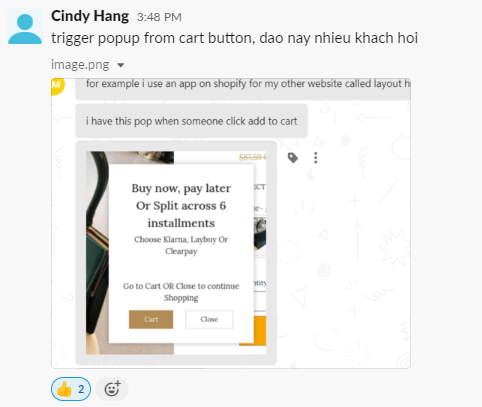 Cindy Hang 3:48 PM
trigger popup from cart button, dao nay nhieu khach hoi
image.png
M
for example i use an app on shopify for my other website called layout h
i have this pop when someone click add to cart
$87.59
Buy now, pay later
Or Split across 6
installments
Choose Klarna, Laybuy Or
Clearpay
Go to Cart OR Close to continue
Shopping
Cart Close
2